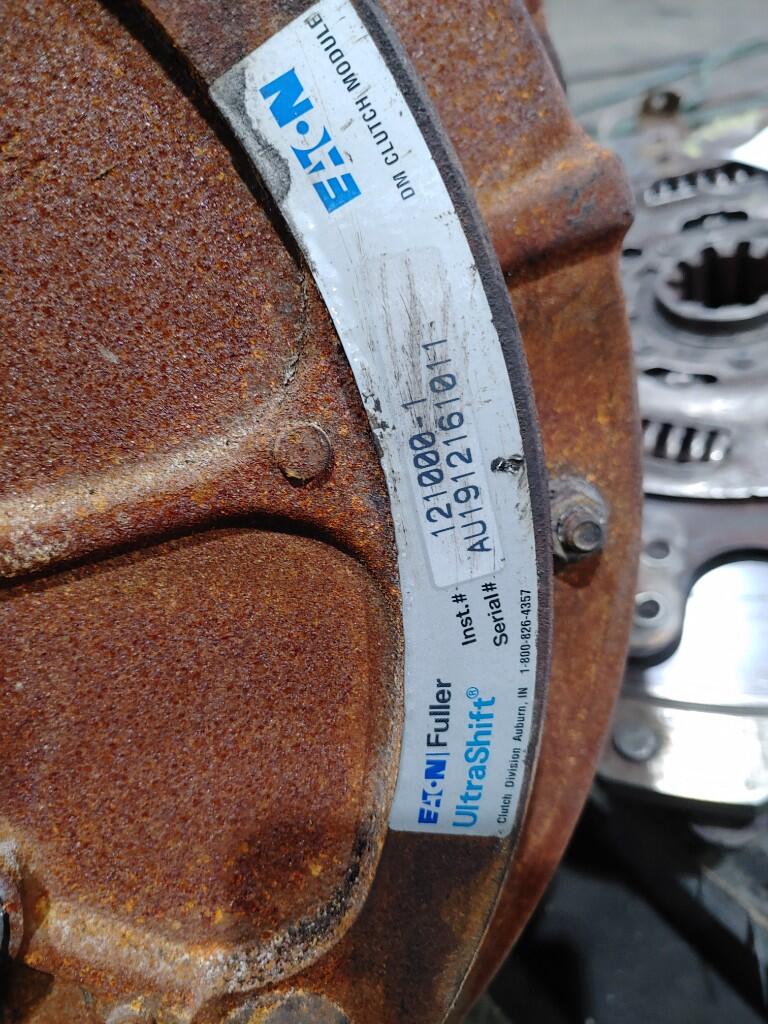 EATON | Fuller
UltraShift®
Clutch Division Auburn, IN 1-800-826-4357
Inst.# 121000-1
Serial# AU1912161011
EATON
DM CLUTCH MODULE